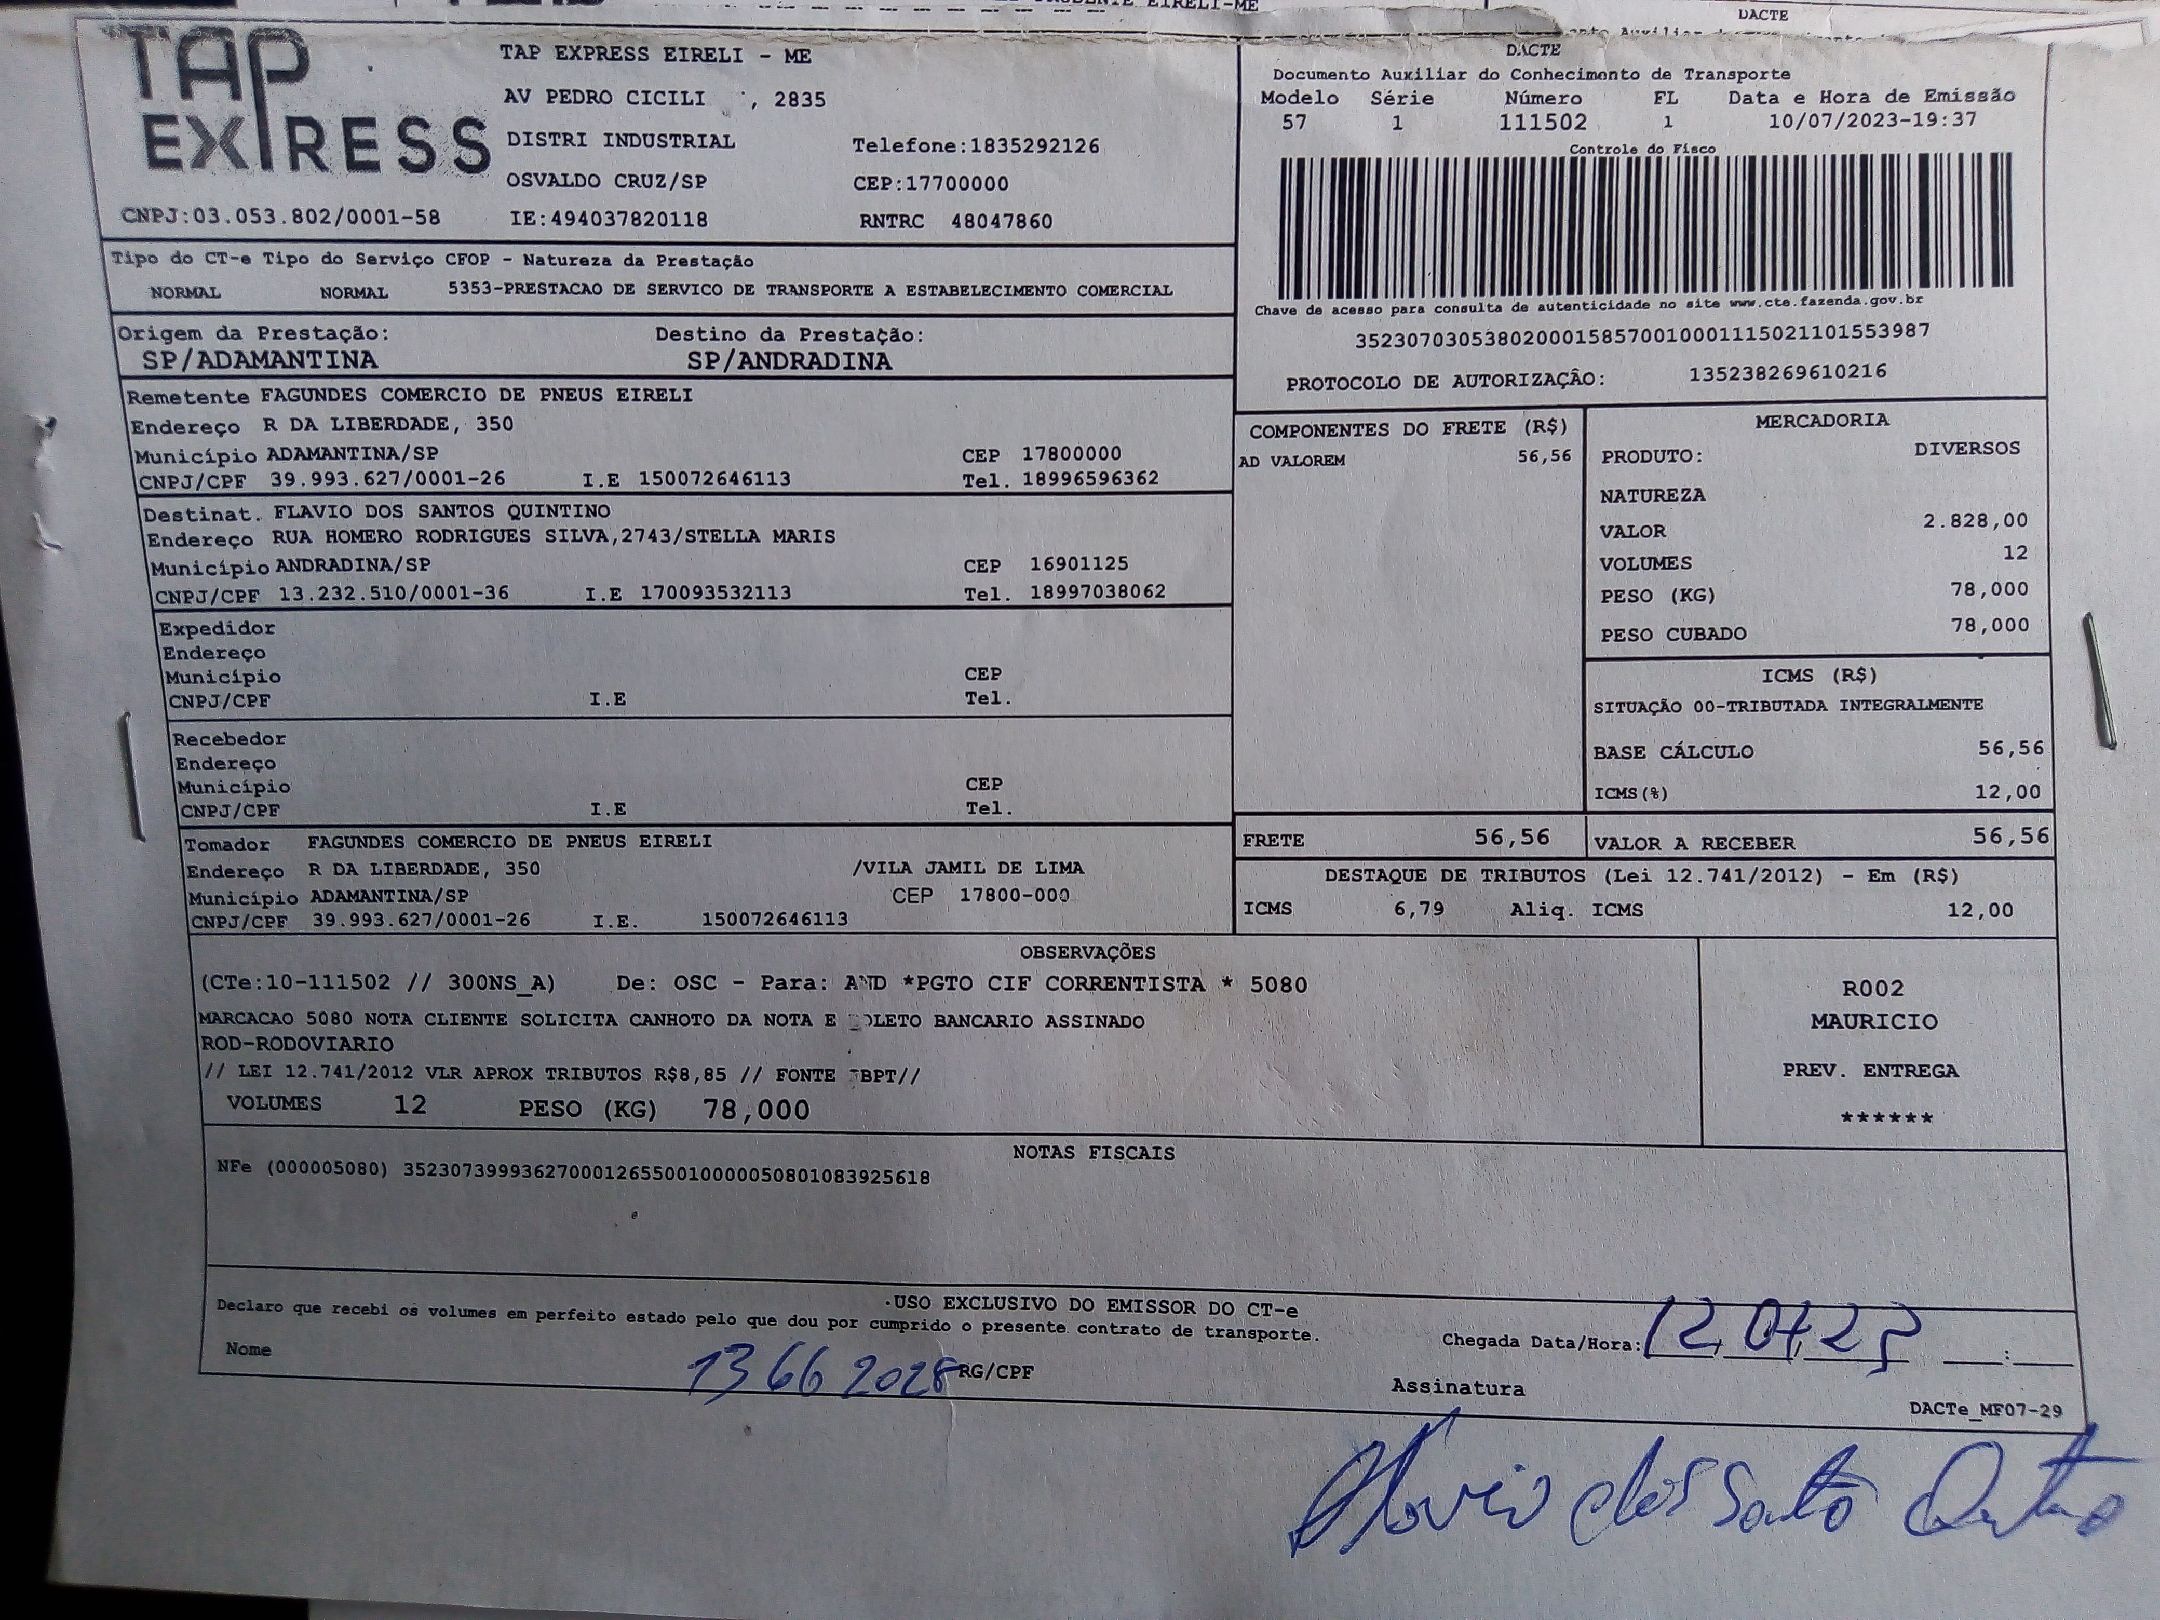 DACTE
TAP EXPRESS
TAP EXPRESS EIRELI - ME
AV PEDRO CICILI , 2835
DISTRI INDUSTRIAL Telefone:1835292126
OSVALDO CRUZ/SP CEP:17700000
CNPJ:03.053.802/0001-58 IE:494037820118 RNTRC 48047860
DACTE
Documento Auxiliar do Conhecimento de Transporte
Modelo Série Número FL Data e Hora de Emissão
57 1 111502 1 10/07/2023-19:37
Controle do Fisco
Chave de acesso para consulta de autenticidade no site www.cte.fazenda.gov.br
35230703053802000158570010001115021101553987
PROTOCOLO DE AUTORIZAÇÃO: 135238269610216
Tipo do CT-e Tipo do Serviço CFOP - Natureza da Prestação
NORMAL NORMAL 5353-PRESTACAO DE SERVICO DE TRANSPORTE A ESTABELECIMENTO COMERCIAL
Origem da Prestação: Destino da Prestação:
SP/ADAMANTINA SP/ANDRADINA
Remetente FAGUNDES COMERCIO DE PNEUS EIRELI
Endereço R DA LIBERDADE, 350
Município ADAMANTINA/SP CEP 17800000
CNPJ/CPF 39.993.627/0001-26 I.E 150072646113 Tel. 18996596362
Destinat. FLAVIO DOS SANTOS QUINTINO
Endereço RUA HOMERO RODRIGUES SILVA,2743/STELLA MARIS
Município ANDRADINA/SP CEP 16901125
CNPJ/CPF 13.232.510/0001-36 I.E 170093532113 Tel. 18997038062
Expedidor
Endereço
Município CEP
CNPJ/CPF I.E Tel.
Recebedor
Endereço
Município CEP
CNPJ/CPF I.E Tel.
Tomador FAGUNDES COMERCIO DE PNEUS EIRELI
Endereço R DA LIBERDADE, 350 /VILA JAMIL DE LIMA
Município ADAMANTINA/SP CEP 17800-000
CNPJ/CPF 39.993.627/0001-26 I.E. 150072646113
COMPONENTES DO FRETE (R$)
AD VALOREM 56,56
MERCADORIA
PRODUTO: DIVERSOS
NATUREZA
VALOR 2.828,00
VOLUMES 12
PESO (KG) 78,000
PESO CUBADO 78,000
ICMS (R$)
SITUAÇÃO 00-TRIBUTADA INTEGRALMENTE
BASE CÁLCULO 56,56
ICMS(%) 12,00
FRETE 56,56 VALOR A RECEBER 56,56
DESTAQUE DE TRIBUTOS (Lei 12.741/2012) - Em (R$)
ICMS 6,79 Aliq. ICMS 12,00
OBSERVAÇÕES
(CTe:10-111502 // 300NS_A) De: OSC - Para: AND *PGTO CIF CORRENTISTA * 5080
MARCACAO 5080 NOTA CLIENTE SOLICITA CANHOTO DA NOTA E BOLETO BANCARIO ASSINADO
ROD-RODOVIARIO
// LEI 12.741/2012 VLR APROX TRIBUTOS R$8,85 // FONTE IBPT//
VOLUMES 12 PESO (KG) 78,000
R002
MAURICIO
PREV. ENTREGA
******
NOTAS FISCAIS
NFe (000005080) 35230739993627000126550010000050801083925618
USO EXCLUSIVO DO EMISSOR DO CT-e
Declaro que recebi os volumes em perfeito estado pelo que dou por cumprido o presente contrato de transporte.
Chegada Data/Hora: 12 07 23 :
Nome 13662028 RG/CPF Assinatura
DACTe_MF07-29
Flavio dos Santo Quitino